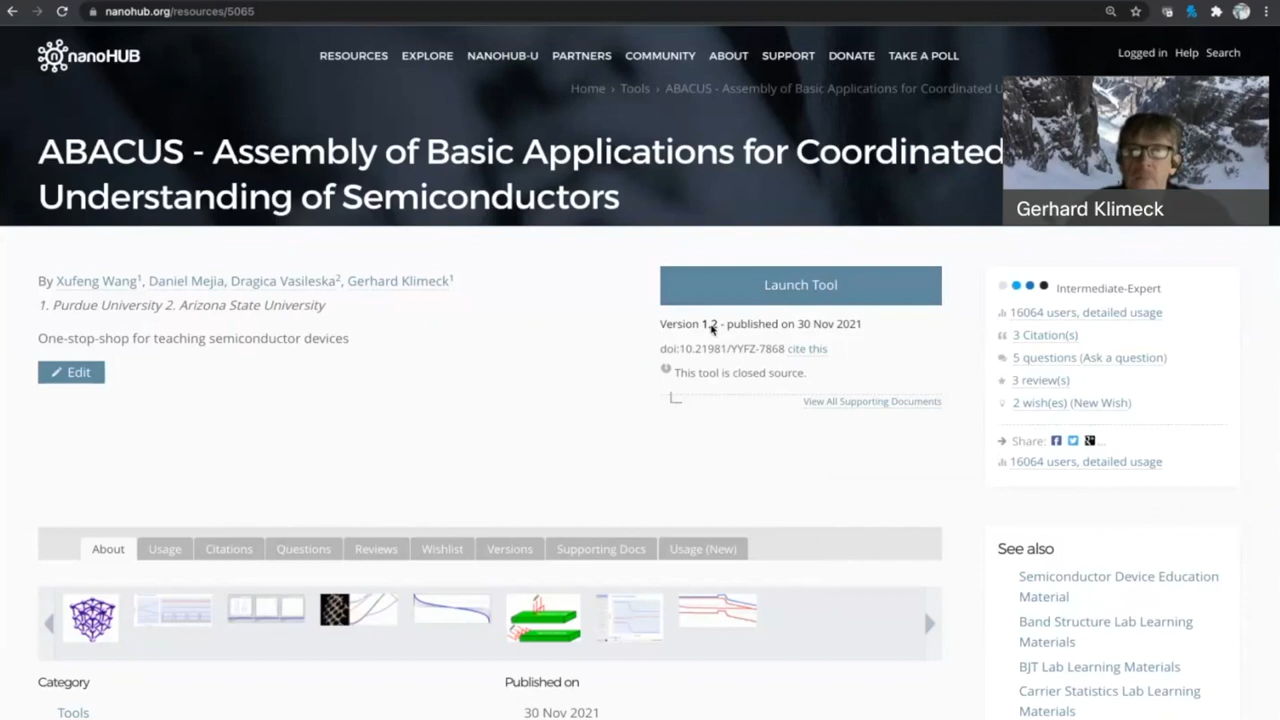 nanohub.org/resources/5065
nanoHUB
RESOURCES EXPLORE NANOHUB-U PARTNERS COMMUNITY ABOUT SUPPORT DONATE TAKE A POLL
Logged in Help Search
Home › Tools › ABACUS - Assembly of Basic Applications for Coordinated U
ABACUS - Assembly of Basic Applications for Coordinated
Understanding of Semiconductors
Gerhard Klimeck
By Xufeng Wang1, Daniel Mejia, Dragica Vasileska2, Gerhard Klimeck1
1. Purdue University 2. Arizona State University
One-stop-shop for teaching semiconductor devices
Edit
Launch Tool
Version 1.2 - published on 30 Nov 2021
doi:10.21981/YYFZ-7868 cite this
This tool is closed source.
View All Supporting Documents
Intermediate-Expert
16064 users, detailed usage
3 Citation(s)
5 questions (Ask a question)
3 review(s)
2 wish(es) (New Wish)
Share: ...
16064 users, detailed usage
About Usage Citations Questions Reviews Wishlist Versions Supporting Docs Usage (New)
Category
Tools
Published on
30 Nov 2021
See also
Semiconductor Device Education
Material
Band Structure Lab Learning
Materials
BJT Lab Learning Materials
Carrier Statistics Lab Learning
Materials